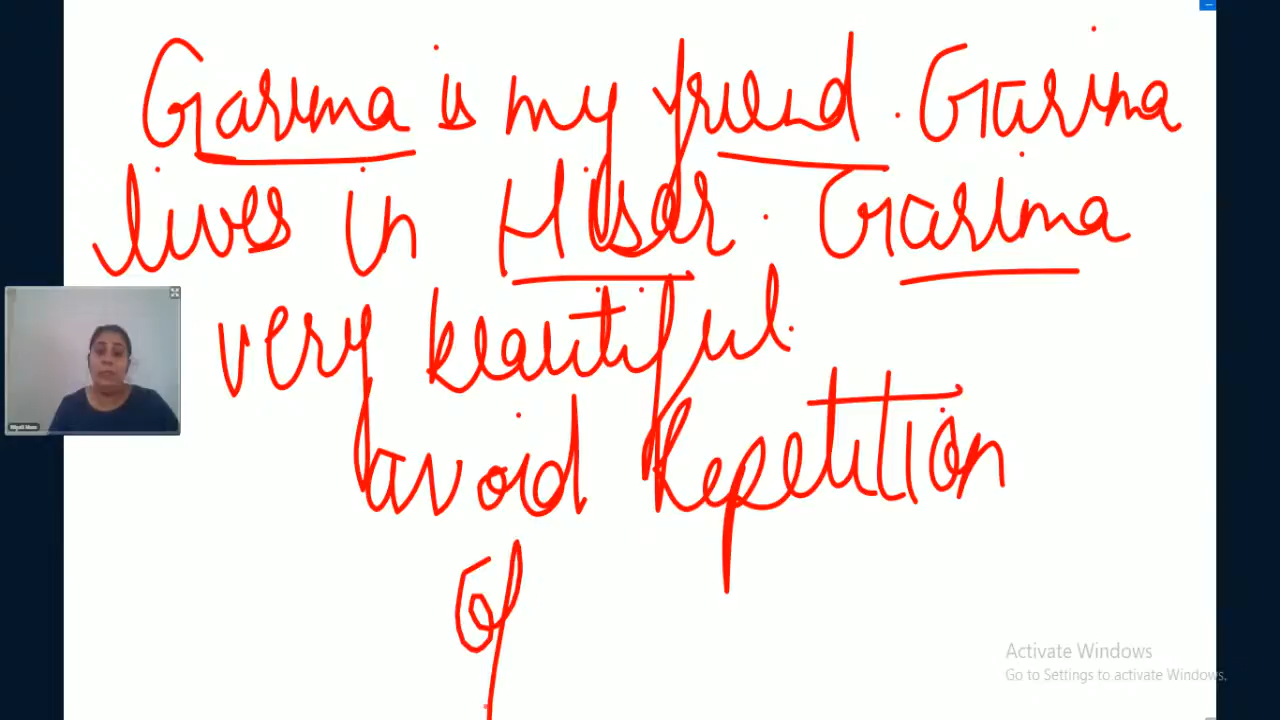 Garima is my friend. Garima
lives in Hisar. Garima
very beautiful.
avoid Repetition
of
Activate Windows
Go to Settings to activate Windows.